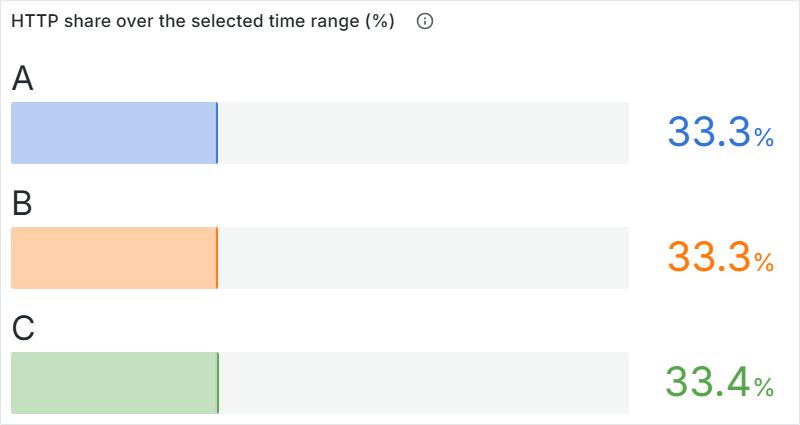 HTTP share over the selected time range (%)
A
33.3%
B
33.3%
C
33.4%